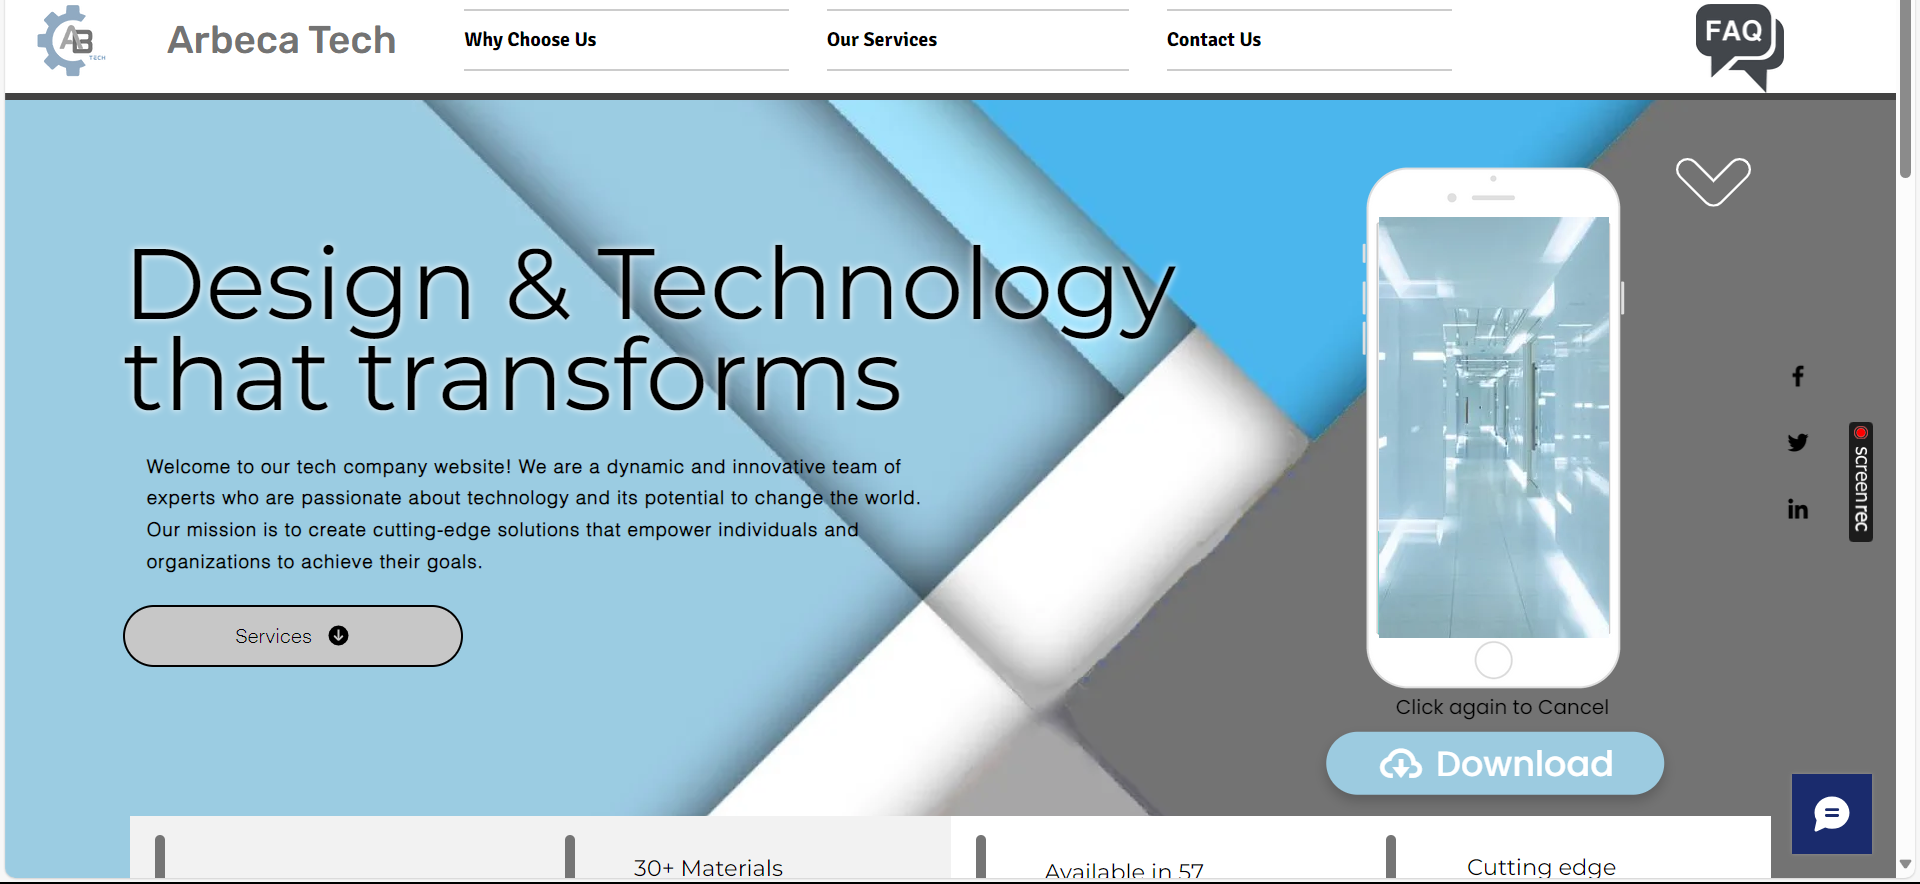 AB
TECH
Arbeca Tech
Why Choose Us
Our Services
Contact Us
FAQ
Design & Technology
that transforms
Welcome to our tech company website! We are a dynamic and innovative team of
experts who are passionate about technology and its potential to change the world.
Our mission is to create cutting-edge solutions that empower individuals and
organizations to achieve their goals.
Services
Click again to Cancel
Download
screenrec
30+ Materials
Available in 57
Cutting edge